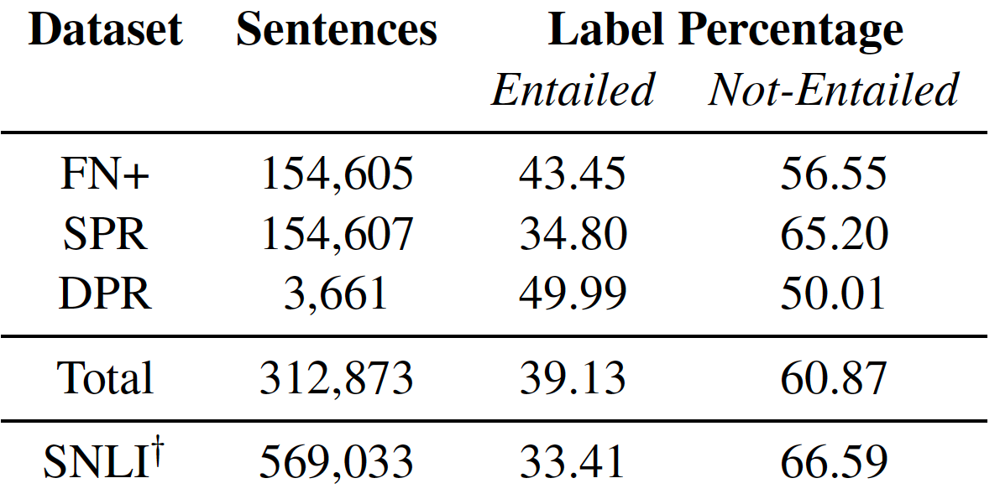 Dataset Sentences Label Percentage
Entailed Not-Entailed
FN+ 154,605 43.45 56.55
SPR 154,607 34.80 65.20
DPR 3,661 49.99 50.01
Total 312,873 39.13 60.87
SNLI† 569,033 33.41 66.59